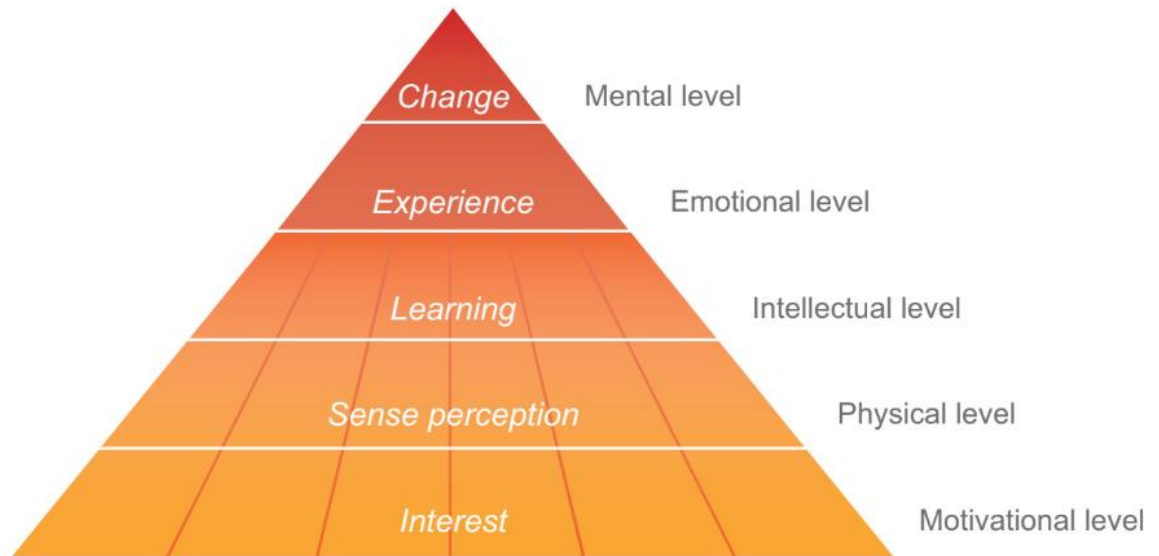 Change Mental level
Experience Emotional level
Learning Intellectual level
Sense perception Physical level
Interest Motivational level